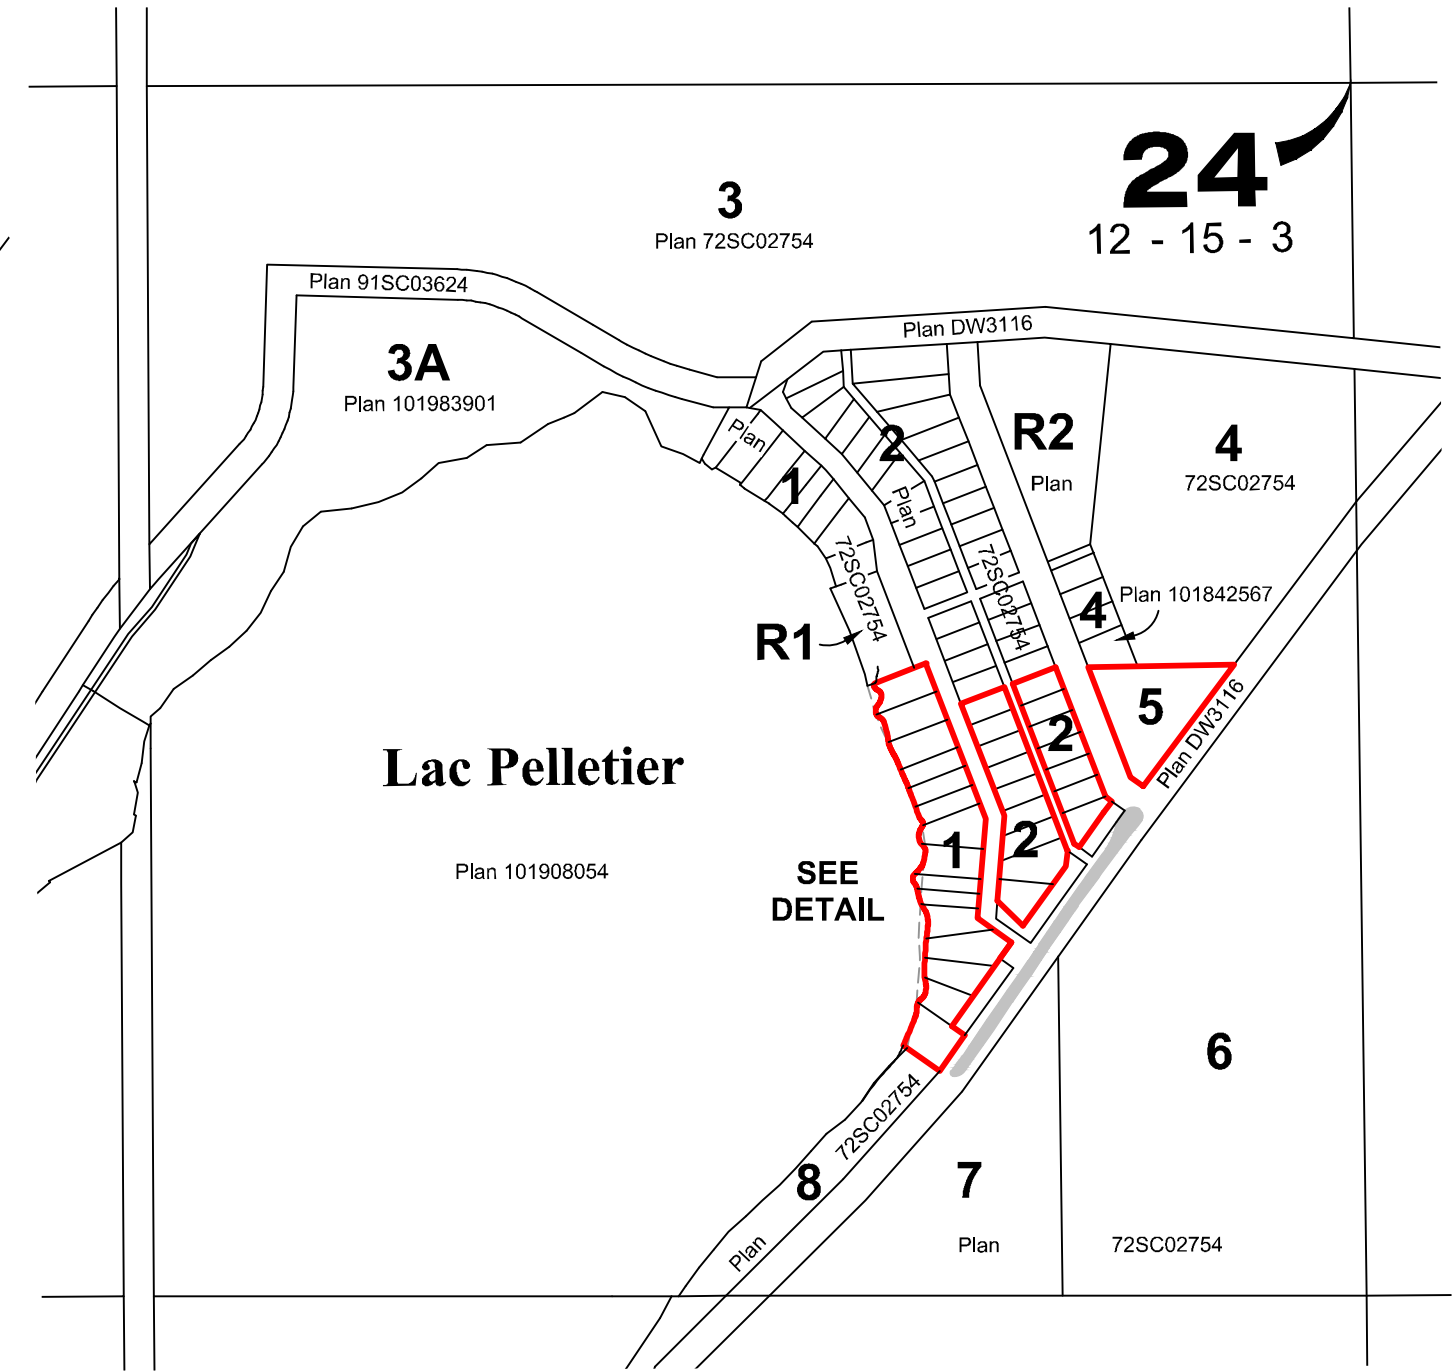 24
12 - 15 - 3
3
Plan 72SC02754
Plan 91SC03624
Plan DW3116
3A
Plan 101983901
Plan
1
2
Plan
R2
Plan
4
72SC02754
72SC02754
72SC02754
4
Plan 101842567
R1
5
Plan DW3116
2
Lac Pelletier
Plan 101908054
1
2
SEE
DETAIL
6
72SC02754
8
Plan
7
Plan
72SC02754